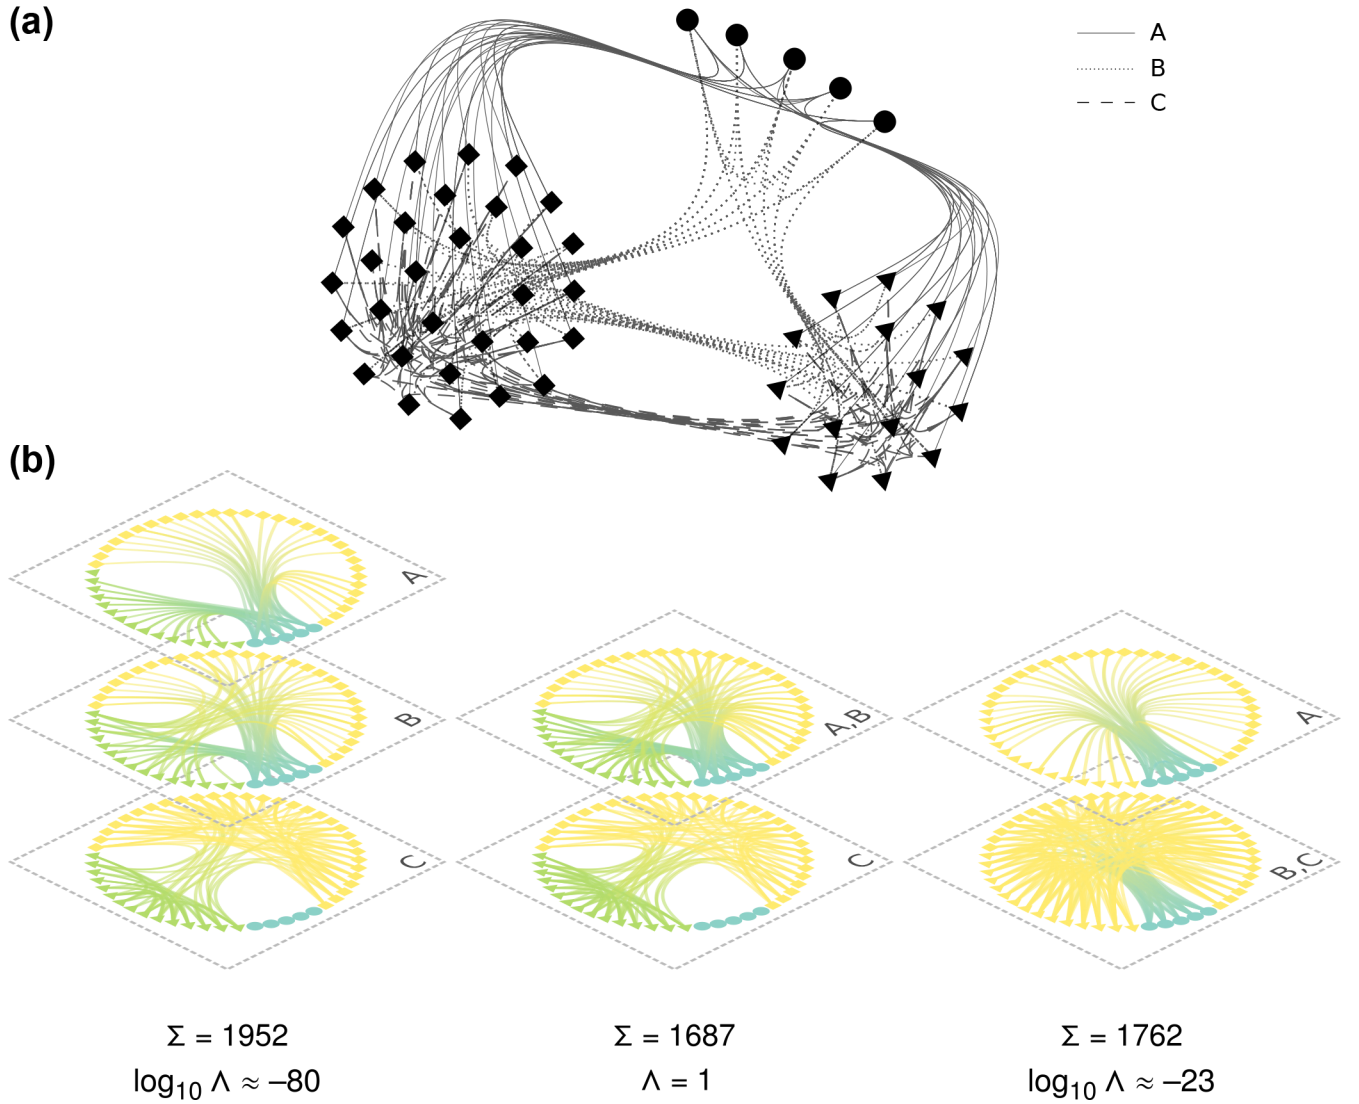 (a)
A
B
C
(b)
A
B
C
A,B
C
A
B,C
Σ = 1952
log10 Λ ≈ –80
Σ = 1687
Λ = 1
Σ = 1762
log10 Λ ≈ –23